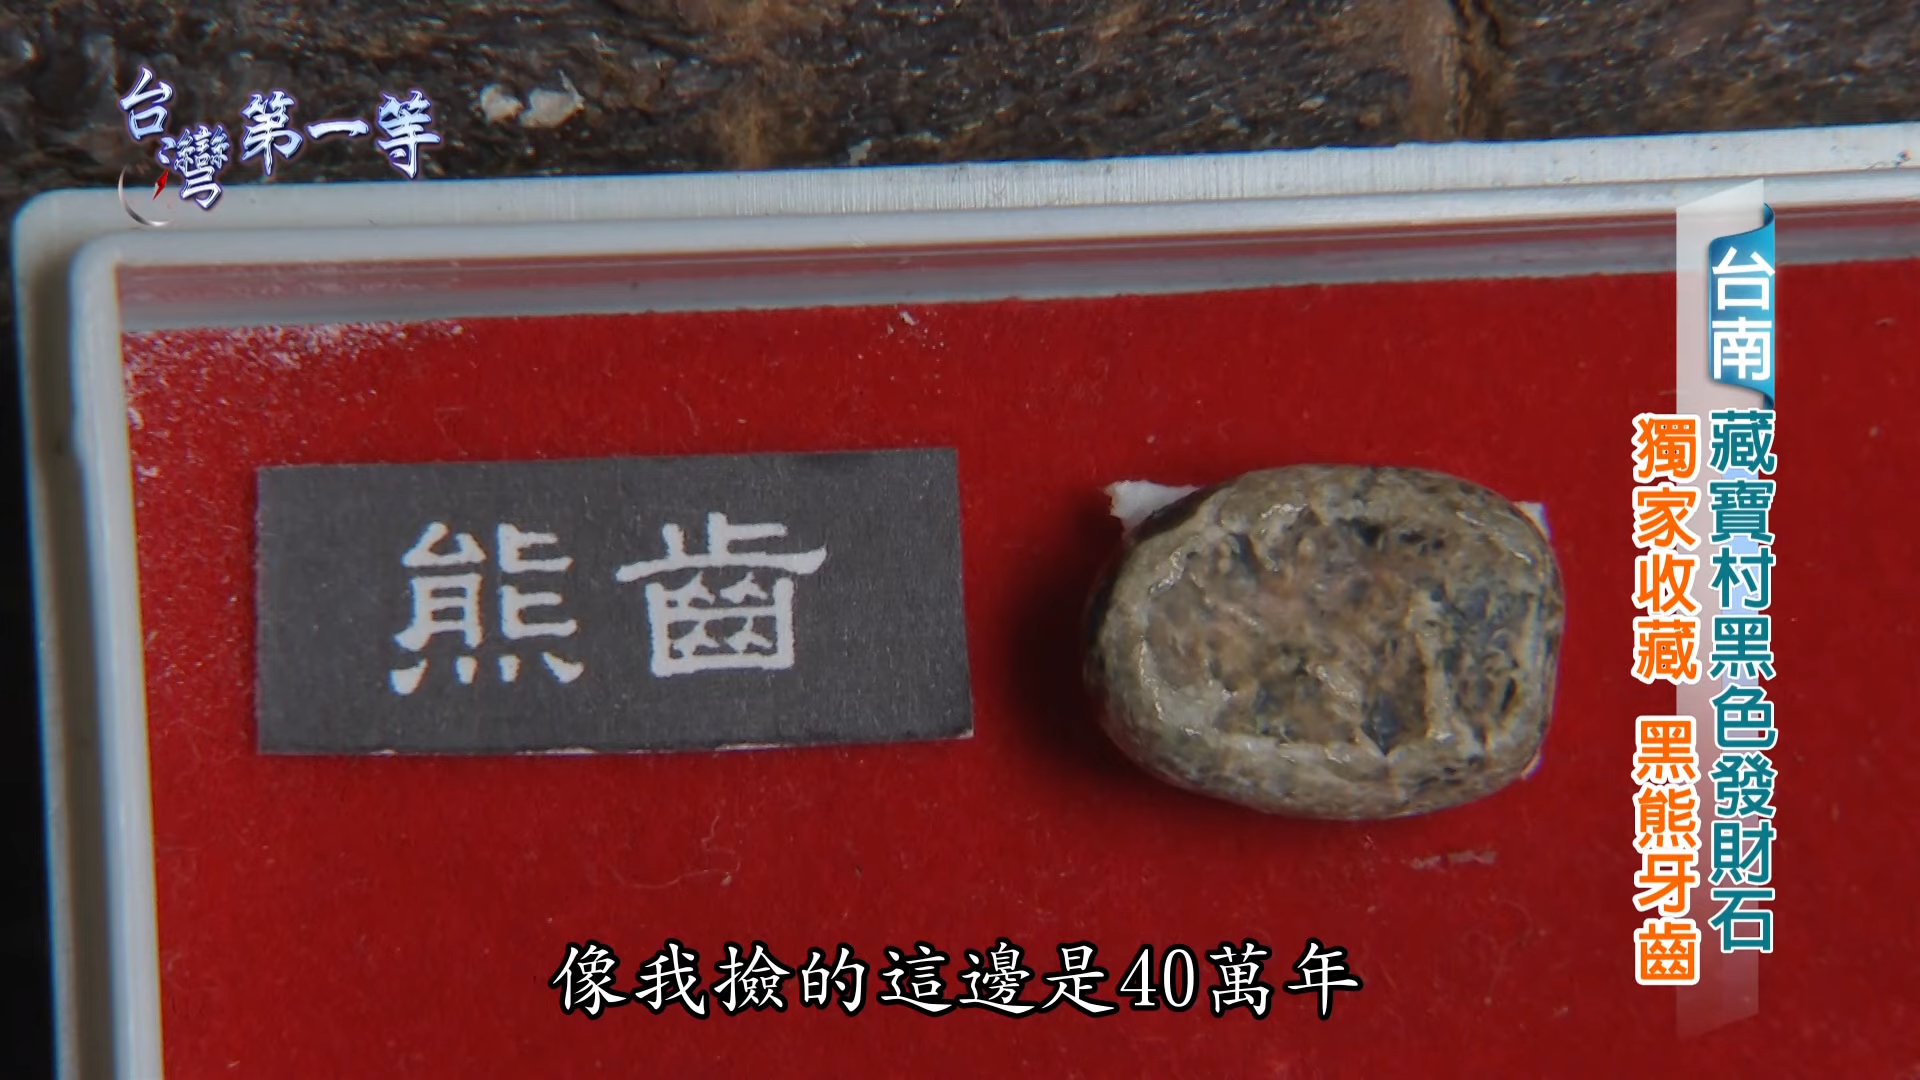 台灣第一等
台南
藏寶村黑色發財石
獨家收藏 黑熊牙齒
熊齒
像我撿的這邊是40萬年